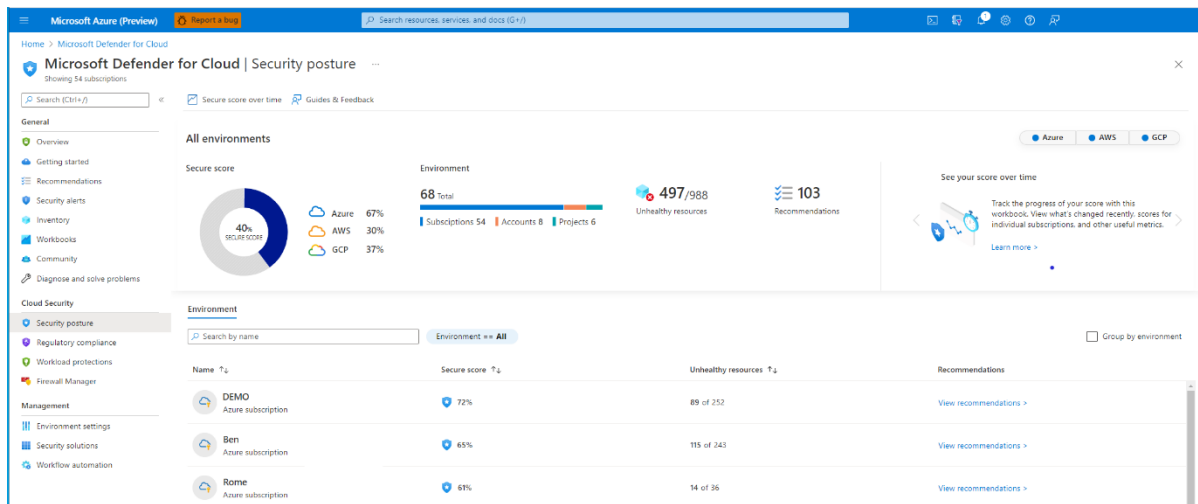 Microsoft Azure (Preview)
Report a bug
Search resources, services, and docs (G+/)
Home > Microsoft Defender for Cloud
Microsoft Defender for Cloud | Security posture ...
Showing 54 subscriptions
Search (Ctrl+/)
Secure score over time
Guides & Feedback
General
Overview
Getting started
Recommendations
Security alerts
Inventory
Workbooks
Community
Diagnose and solve problems
Cloud Security
Security posture
Regulatory compliance
Workload protections
Firewall Manager
Management
Environment settings
Security solutions
Workflow automation
All environments
Azure
AWS
GCP
Secure score
40%
SECURE SCORE
Azure 67%
AWS 30%
GCP 37%
Environment
68 Total
Subsciptions 54
Accounts 8
Projects 6
497/988
Unhealthy resources
103
Recommendations
See your score over time
Track the progress of your score with this
workbook. View what's changed recently, scores for
individual subscriptions, and other useful metrics.
Learn more >
Environment
Search by name
Environment == All
Group by environment
Name ↑↓ Secure score ↑↓ Unhealthy resources ↑↓ Recommendations
DEMO
Azure subscription
72%
89 of 252
View recommendations >
Ben
Azure subscription
65%
115 of 243
View recommendations >
Rome
Azure subscription
61%
14 of 36
View recommendations >